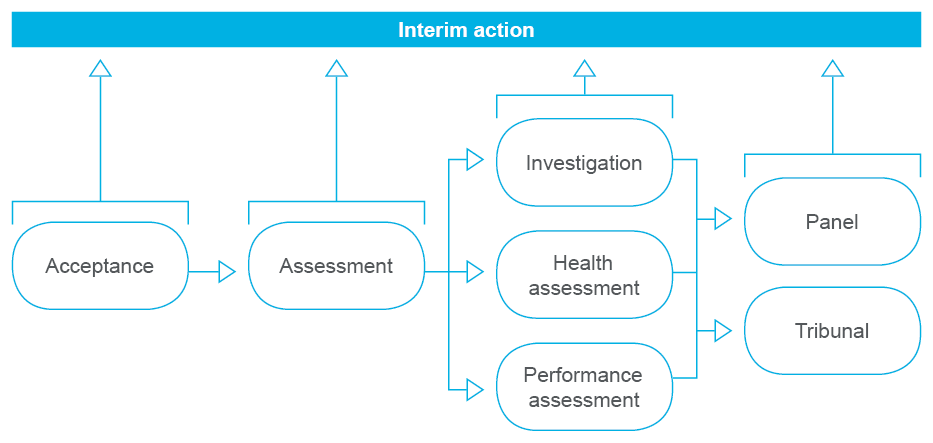 Interim action
Acceptance
Assessment
Investigation
Health
assessment
Performance
assessment
Panel
Tribunal